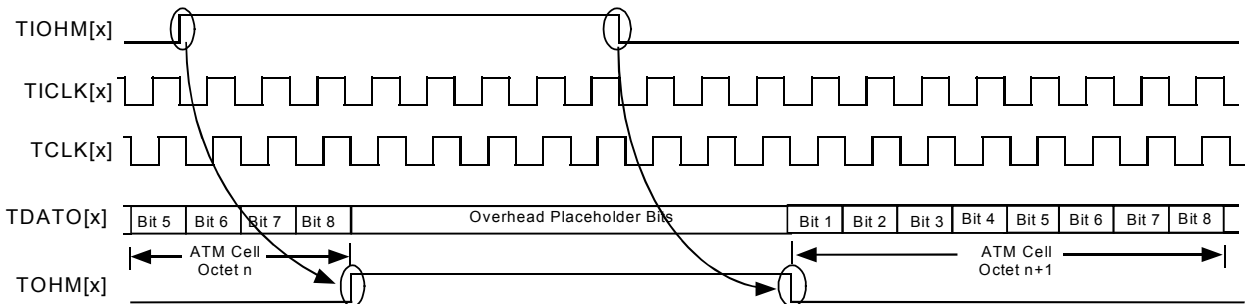 TIOHM[x]
TICLK[x]
TCLK[x]
TDATO[x] Bit 5 Bit 6 Bit 7 Bit 8 Overhead Placeholder Bits Bit 1 Bit 2 Bit 3 Bit 4 Bit 5 Bit 6 Bit 7 Bit 8
ATM Cell
Octet n
ATM Cell
Octet n+1
TOHM[x]